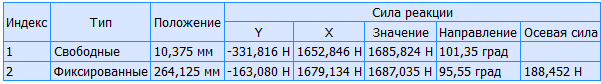 Индекс Тип Положение Сила реакции
Y X Значение Направление Осевая сила
1 Свободные 10,375 мм -331,816 Н 1652,846 Н 1685,824 Н 101,35 град
2 Фиксированные 264,125 мм -163,080 Н 1679,134 Н 1687,035 Н 95,55 град 188,452 Н